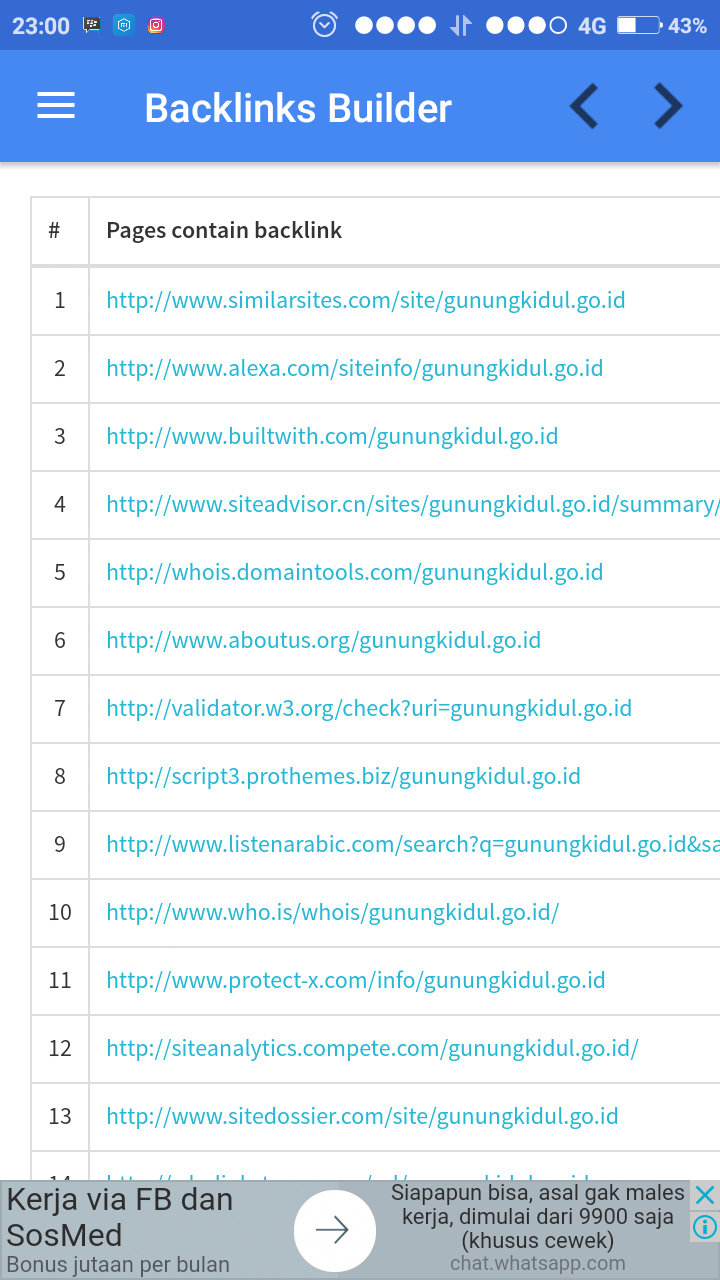 23:00 4G 43%
Backlinks Builder
# Pages contain backlink
1 http://www.similarsites.com/site/gunungkidul.go.id
2 http://www.alexa.com/siteinfo/gunungkidul.go.id
3 http://www.builtwith.com/gunungkidul.go.id
4 http://www.siteadvisor.cn/sites/gunungkidul.go.id/summary/
5 http://whois.domaintools.com/gunungkidul.go.id
6 http://www.aboutus.org/gunungkidul.go.id
7 http://validator.w3.org/check?uri=gunungkidul.go.id
8 http://script3.prothemes.biz/gunungkidul.go.id
9 http://www.listenarabic.com/search?q=gunungkidul.go.id&sa
10 http://www.who.is/whois/gunungkidul.go.id/
11 http://www.protect-x.com/info/gunungkidul.go.id
12 http://siteanalytics.compete.com/gunungkidul.go.id/
13 http://www.sitedossier.com/site/gunungkidul.go.id
Kerja via FB dan
SosMed
Bonus jutaan per bulan
Siapapun bisa, asal gak males
kerja, dimulai dari 9900 saja
(khusus cewek)
chat.whatsapp.com